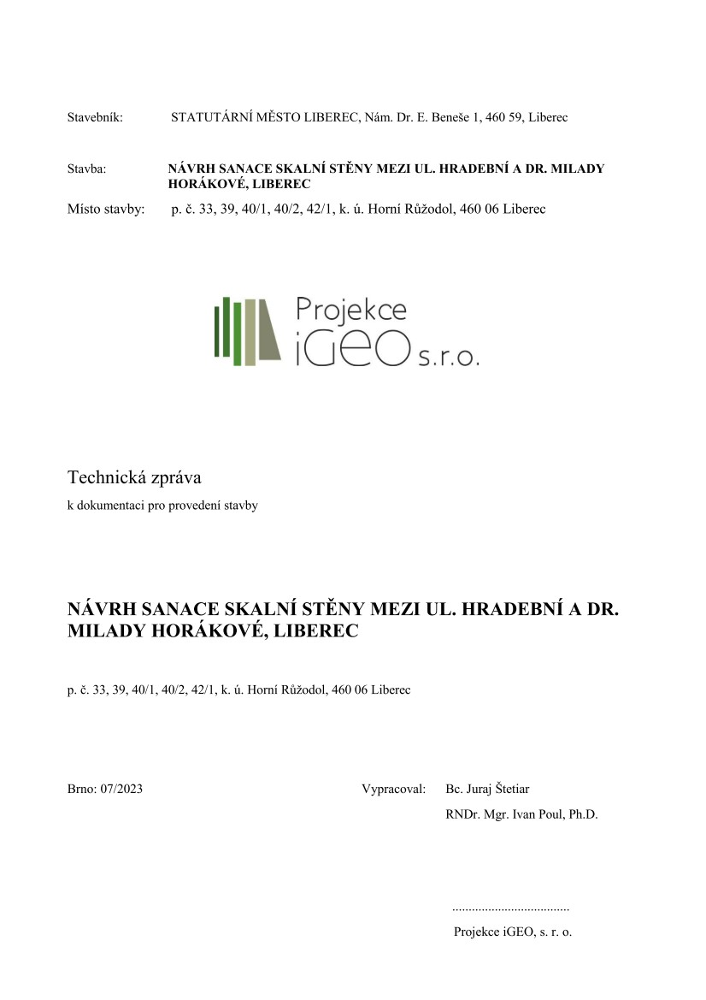 Stavebník: STATUTÁRNÍ MĚSTO LIBEREC, Nám. Dr. E. Beneše 1, 460 59, Liberec
Stavba: NÁVRH SANACE SKALNÍ STĚNY MEZI UL. HRADEBNÍ A DR. MILADY
HORÁKOVÉ, LIBEREC
Místo stavby: p. č. 33, 39, 40/1, 40/2, 42/1, k. ú. Horní Růžodol, 460 06 Liberec
Projekce
iGEO s.r.o.
Technická zpráva
k dokumentaci pro provedení stavby
NÁVRH SANACE SKALNÍ STĚNY MEZI UL. HRADEBNÍ A DR.
MILADY HORÁKOVÉ, LIBEREC
p. č. 33, 39, 40/1, 40/2, 42/1, k. ú. Horní Růžodol, 460 06 Liberec
Brno: 07/2023 Vypracoval: Bc. Juraj Štetiar
RNDr. Mgr. Ivan Poul, Ph.D.
....................................
Projekce iGEO, s. r. o.